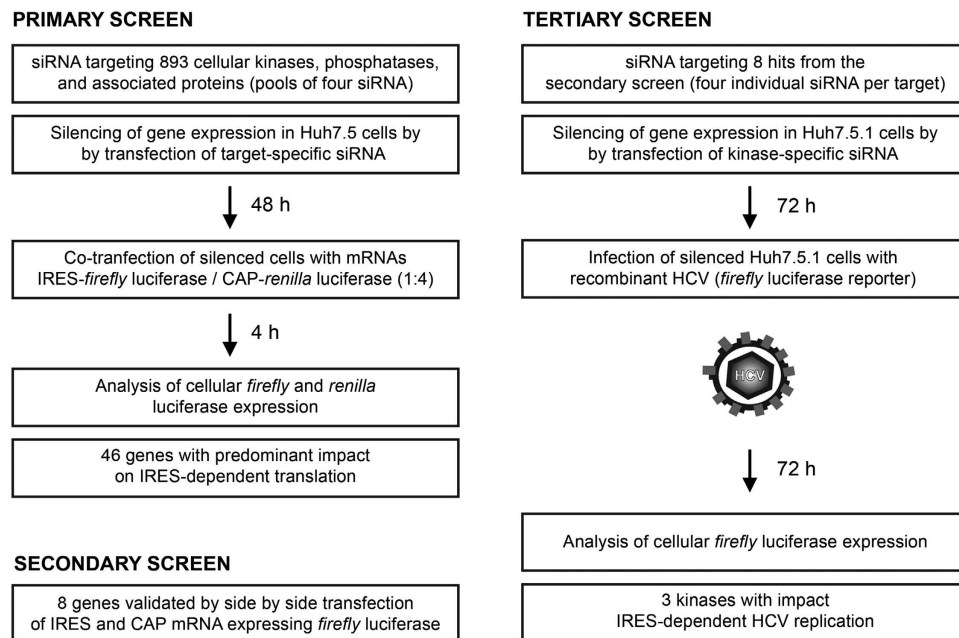 PRIMARY SCREEN
siRNA targeting 893 cellular kinases, phosphatases,
and associated proteins (pools of four siRNA)
Silencing of gene expression in Huh7.5 cells by
by transfection of target-specific siRNA
48 h
Co-tranfection of silenced cells with mRNAs
IRES-firefly luciferase / CAP-renilla luciferase (1:4)
4 h
Analysis of cellular firefly and renilla
luciferase expression
46 genes with predominant impact
on IRES-dependent translation
SECONDARY SCREEN
8 genes validated by side by side transfection
of IRES and CAP mRNA expressing firefly luciferase
TERTIARY SCREEN
siRNA targeting 8 hits from the
secondary screen (four individual siRNA per target)
Silencing of gene expression in Huh7.5.1 cells by
by transfection of kinase-specific siRNA
72 h
Infection of silenced Huh7.5.1 cells with
recombinant HCV (firefly luciferase reporter)
HCV
72 h
Analysis of cellular firefly luciferase expression
3 kinases with impact
IRES-dependent HCV replication